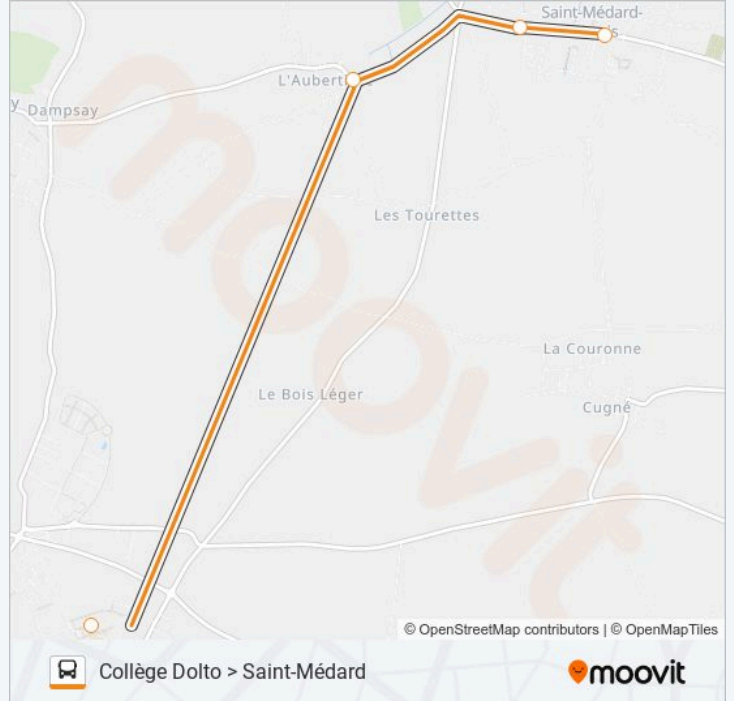 Saint-Médard-
L'Aubert
Dampsay
Les Tourettes
La Couronne
Le Bois Léger
Cugné
moovit
© OpenStreetMap contributors | © OpenMapTiles
Collège Dolto > Saint-Médard
moovit